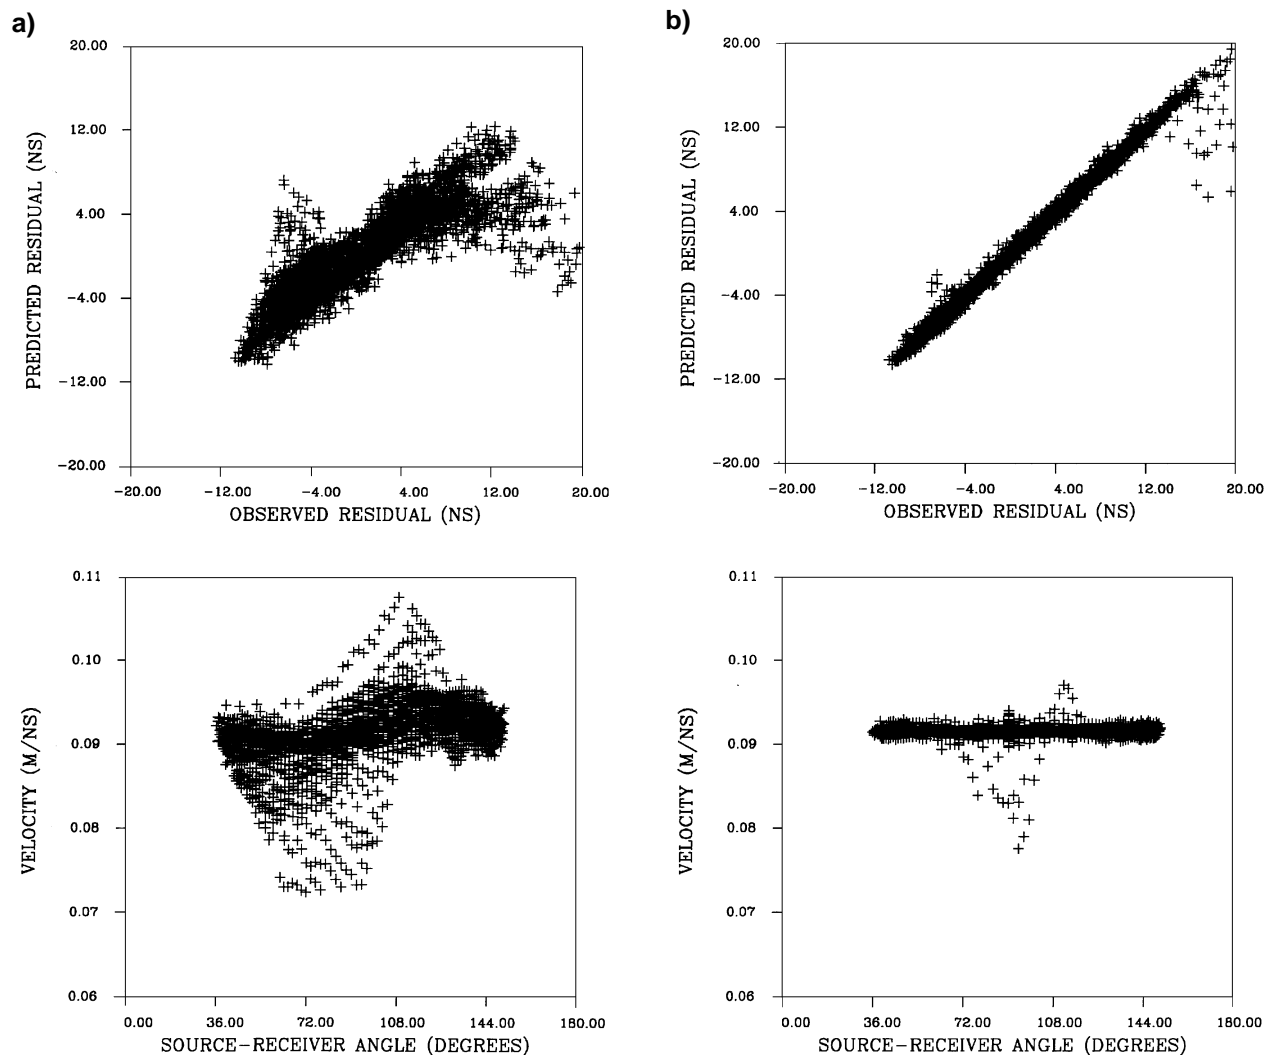 a)
20.00
12.00
4.00
-4.00
-12.00
-20.00
PREDICTED RESIDUAL (NS)
-20.00 -12.00 -4.00 4.00 12.00 20.00
OBSERVED RESIDUAL (NS)
b)
20.00
12.00
4.00
-4.00
-12.00
-20.00
PREDICTED RESIDUAL (NS)
-20.00 -12.00 -4.00 4.00 12.00 20.00
OBSERVED RESIDUAL (NS)
0.11
0.10
0.09
0.08
0.07
0.06
VELOCITY (M/NS)
0.00 36.00 72.00 108.00 144.00 180.00
SOURCE-RECEIVER ANGLE (DEGREES)
0.11
0.10
0.09
0.08
0.07
0.06
VELOCITY (M/NS)
0.00 36.00 72.00 108.00 144.00 180.00
SOURCE-RECEIVER ANGLE (DEGREES)